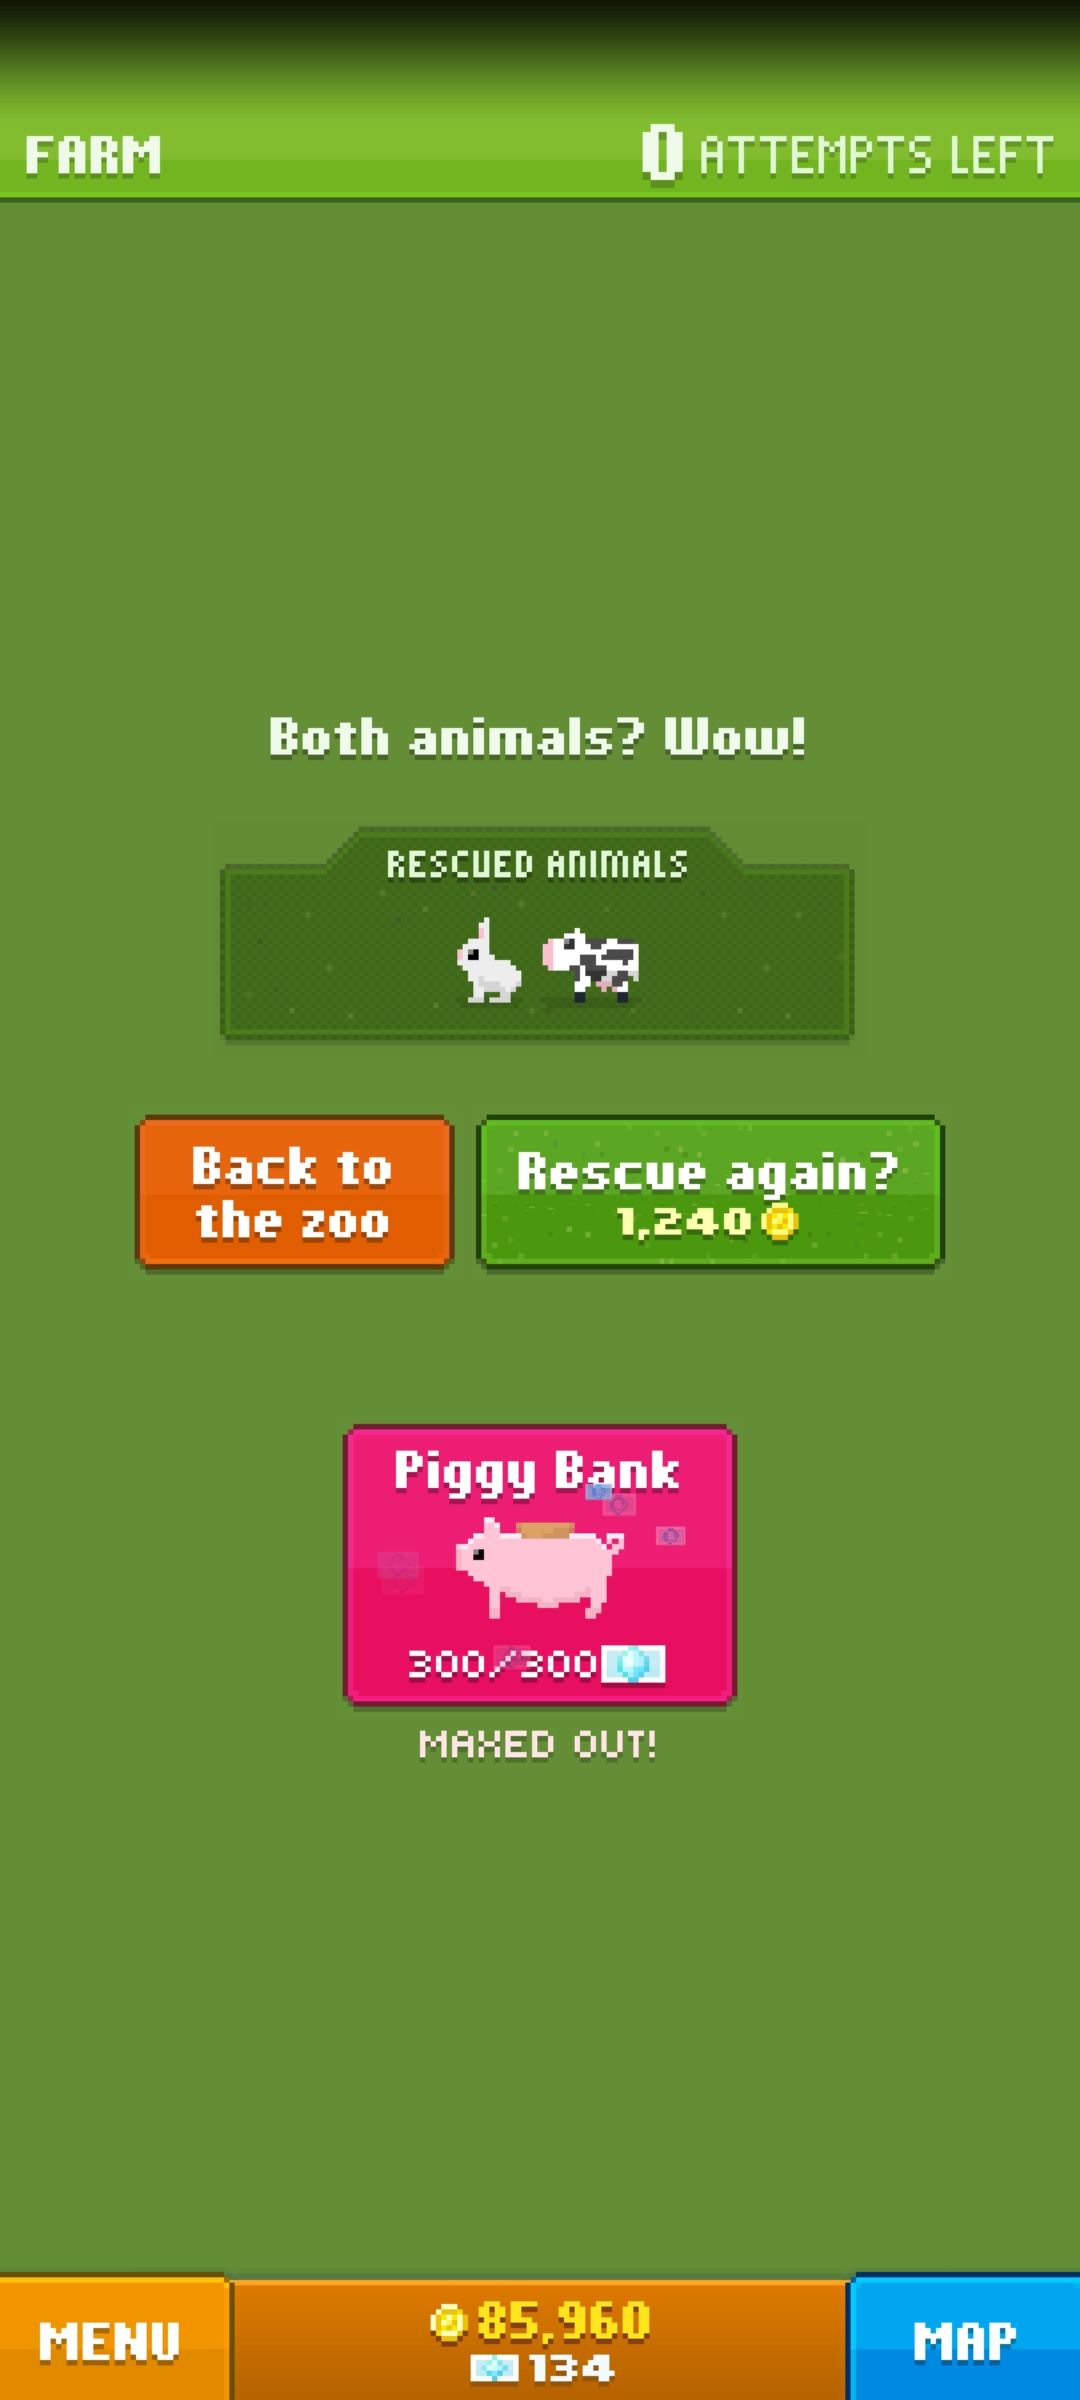 FARM
0 ATTEMPTS LEFT
Both animals? Wow!
RESCUED ANIMALS
Back to
the zoo
Rescue again?
1,240
Piggy Bank
300/300
MAXED OUT!
MENU
85,960
134
MAP